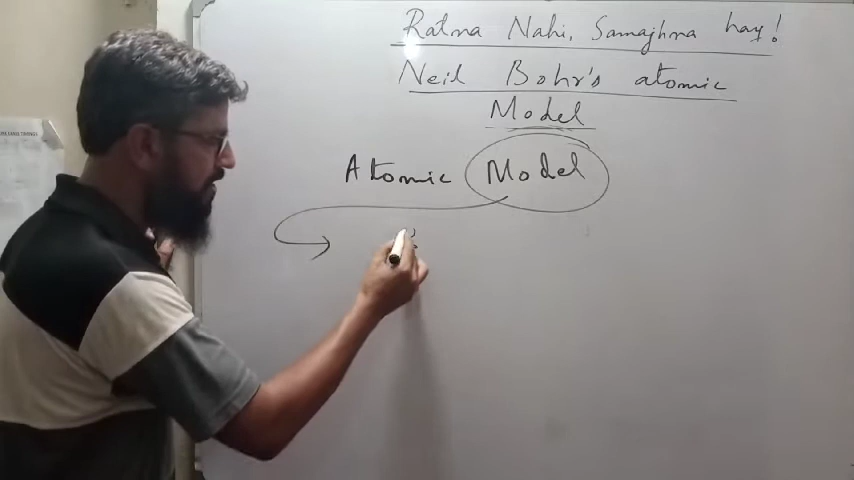 Ratna Nahi, Samajhna hay!
Neil Bohr's atomic
Model
Atomic Model